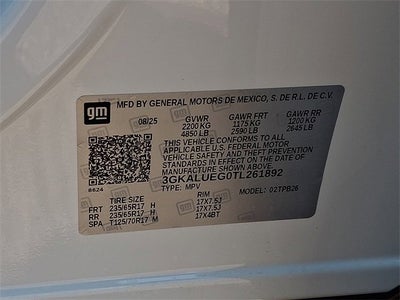 gm
MFD BY GENERAL MOTORS DE MEXICO, S. DE R.L. DE C.V.
08/25 GVWR GAWR FRT GAWR RR
2200 KG 1175 KG 1200 KG
4850 LB 2590 LB 2645 LB
THIS VEHICLE CONFORMS TO ALL
APPLICABLE U.S. FEDERAL MOTOR
VEHICLE SAFETY AND THEFT
PREVENTION STANDARDS IN EFFECT
ON THE DATE OF MANUFACTURE
SHOWN ABOVE.
3GKALUEG0TL261892
TYPE: MPV MODEL: 02TPB26
8624
TIRE SIZE RIM
FRT 235/65R17 H 17X7.5J
RR 235/65R17 H 17X7.5J
SPA T125/70R17 M 17X4BT